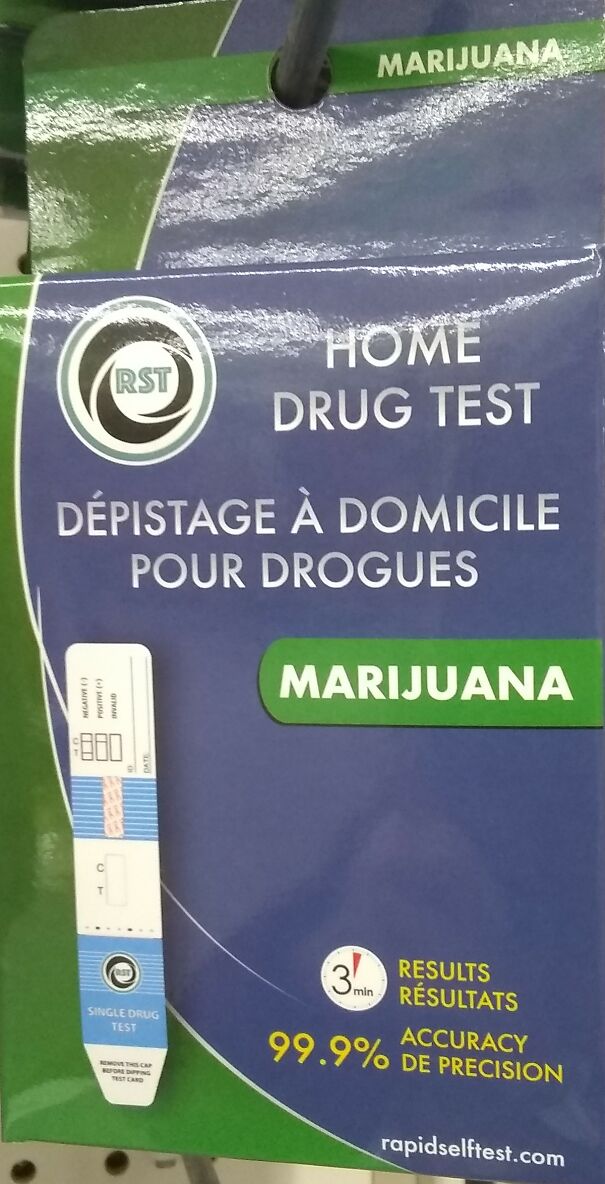 MARIJUANA
RST
HOME
DRUG TEST
DÉPISTAGE À DOMICILE
POUR DROGUES
MARIJUANA
NEGATIVE (-)
POSITIVE (+)
INVALID
C
T
ID
DATE
C
T
RST
SINGLE DRUG
TEST
REMOVE THIS CAP
BEFORE DIPPING
TEST CARD
3 min
RESULTS
RÉSULTATS
99.9% ACCURACY
DE PRECISION
rapidselftest.com